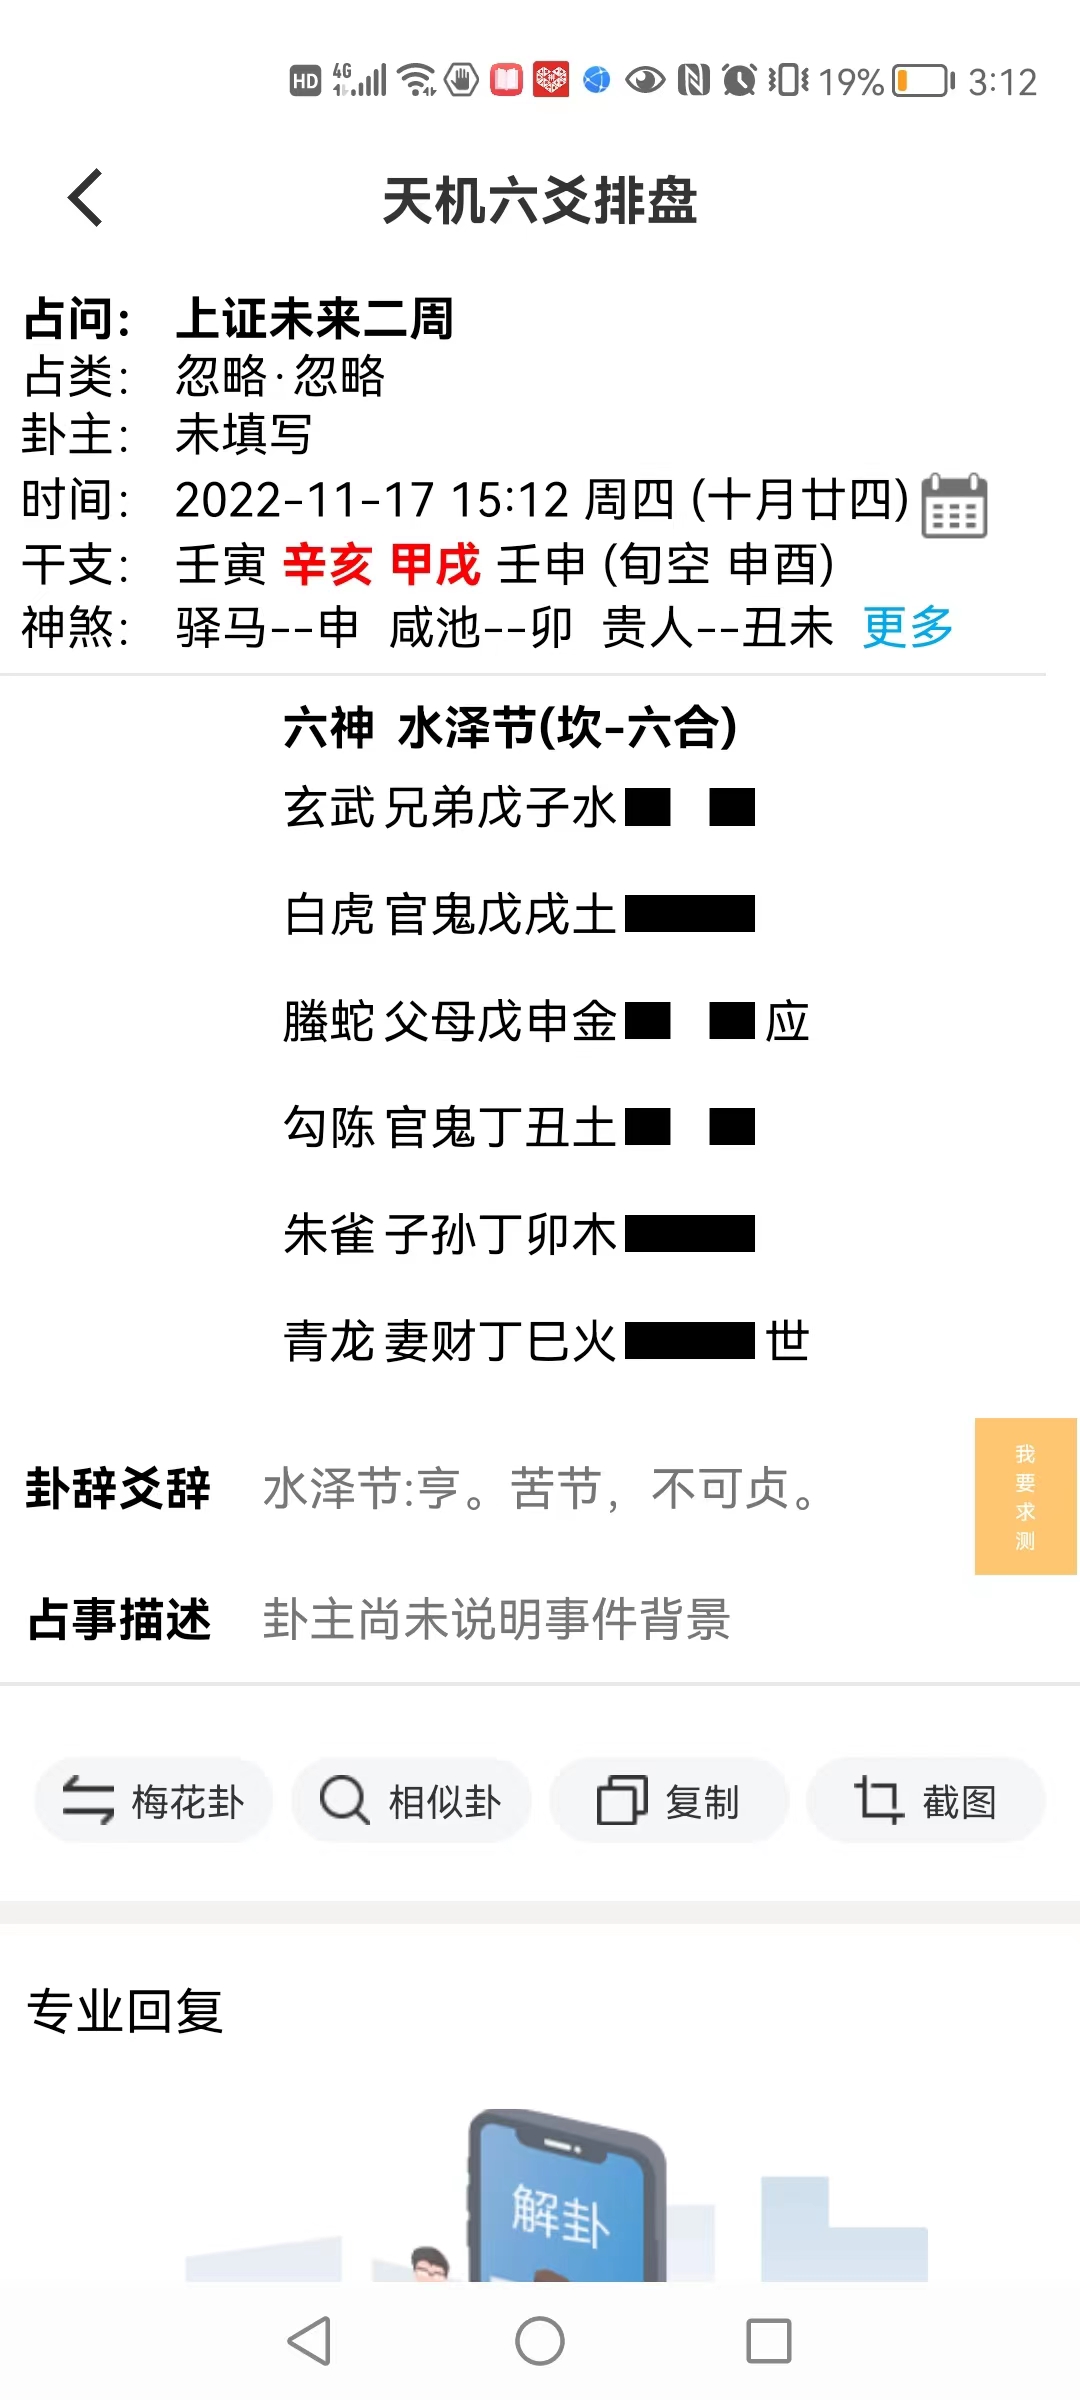 HD 4G 19% 3:12
天机六爻排盘
占问： 上证未来二周
占类： 忽略·忽略
卦主： 未填写
时间： 2022-11-17 15:12 周四 (十月廿四)
干支： 壬寅 辛亥 甲戌 壬申 (旬空 申酉)
神煞： 驿马--申 咸池--卯 贵人--丑未 更多
六神 水泽节(坎-六合)
玄武 兄弟戊子水
白虎 官鬼戊戌土
螣蛇 父母戊申金 应
勾陈 官鬼丁丑土
朱雀 子孙丁卯木
青龙 妻财丁巳火 世
我要求测
卦辞爻辞 水泽节:亨。苦节，不可贞。
占事描述 卦主尚未说明事件背景
梅花卦 相似卦 复制 截图
专业回复
解卦